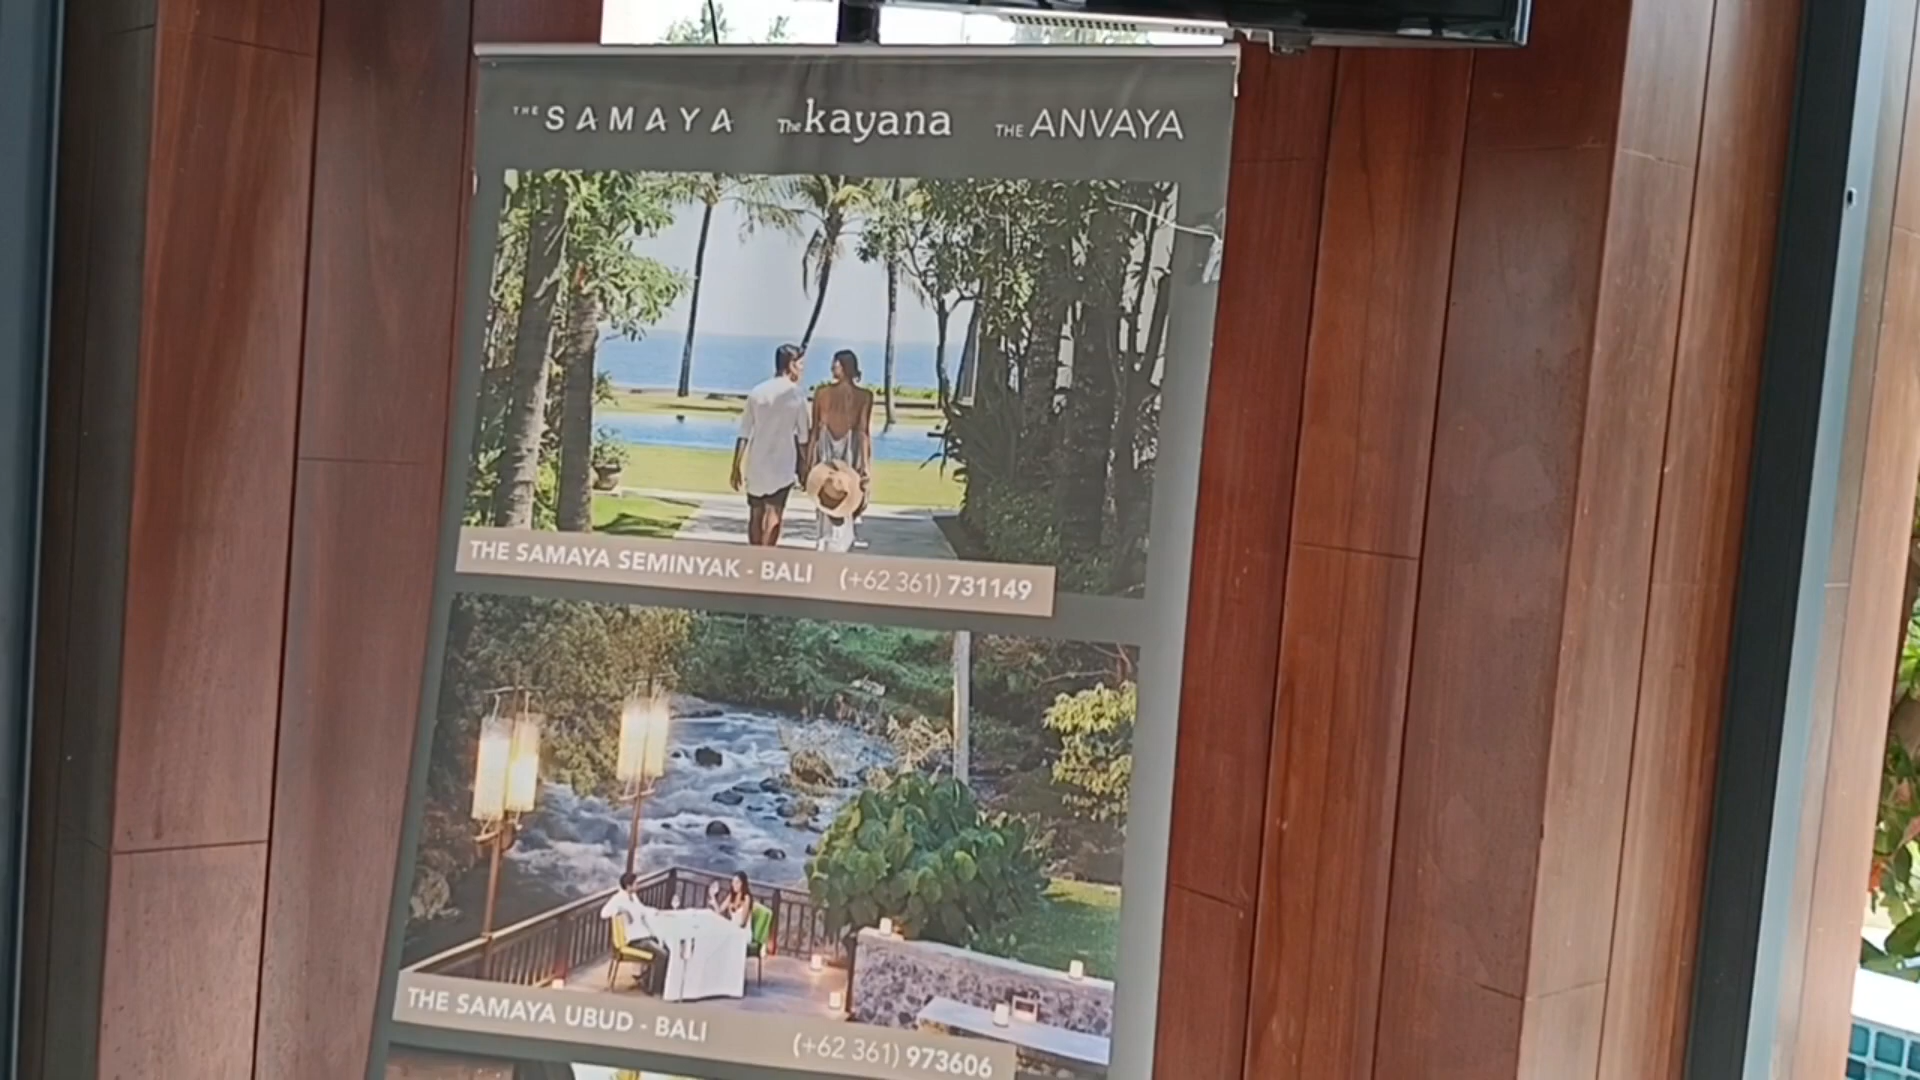 THE SAMAYA The kayana THE ANVAYA
THE SAMAYA SEMINYAK - BALI (+62 361) 731149
THE SAMAYA UBUD - BALI (+62 361) 973606